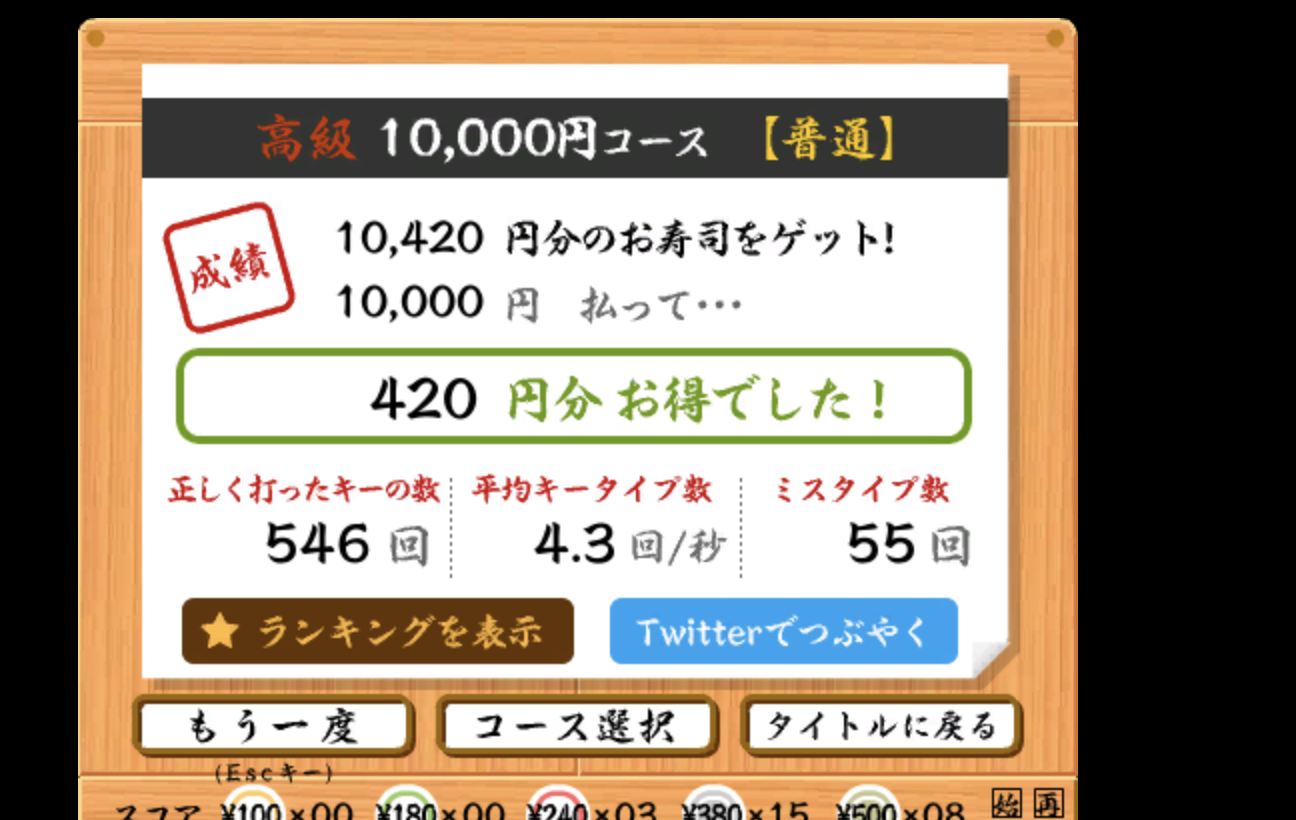 高級 10,000円コース 【普通】
成績
10,420 円分のお寿司をゲット!
10,000 円 払って・・・
420 円分 お得でした！
正しく打ったキーの数 平均キータイプ数 ミスタイプ数
546 回 4.3 回/秒 55 回
★ ランキングを表示 Twitterでつぶやく
もう一度 コース選択 タイトルに戻る
(Escキー)
スコア ¥100×00 ¥180×00 ¥240×03 ¥380×15 ¥500×08 始 再